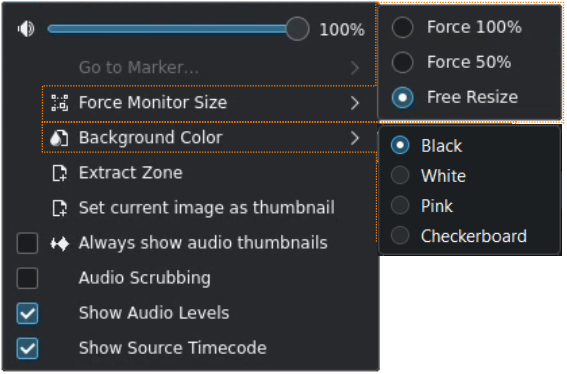 100%
Go to Marker...
Force Monitor Size
Background Color
Extract Zone
Set current image as thumbnail
Always show audio thumbnails
Audio Scrubbing
Show Audio Levels
Show Source Timecode
Force 100%
Force 50%
Free Resize
Black
White
Pink
Checkerboard